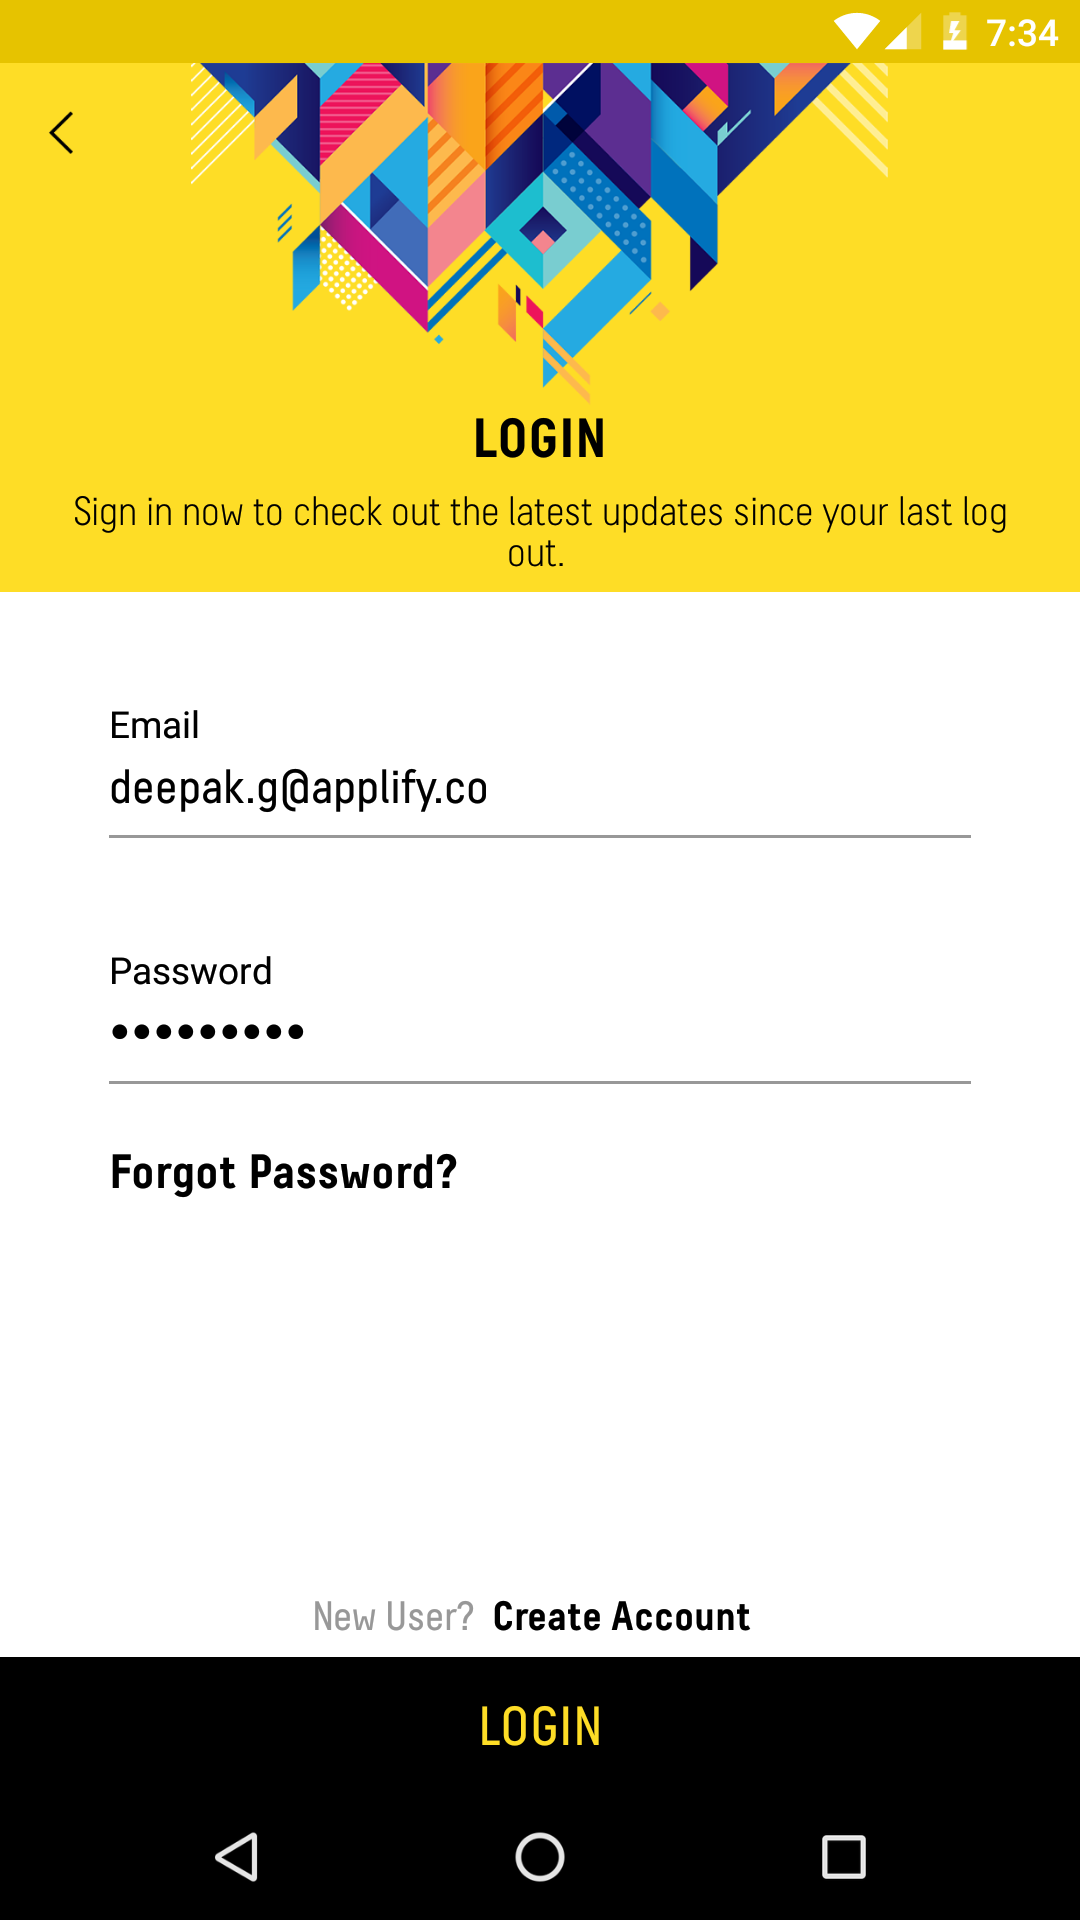 7:34
LOGIN
Sign in now to check out the latest updates since your last log
out.
Email
deepak.g@applify.co
Password
•••••••••
Forgot Password?
New User? Create Account
LOGIN